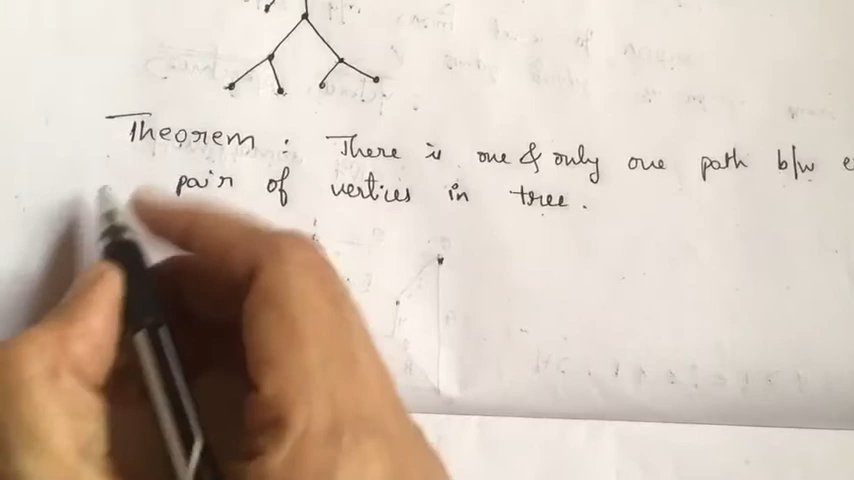 Theorem : There is one & only one path b/w
pair of vertices in tree.